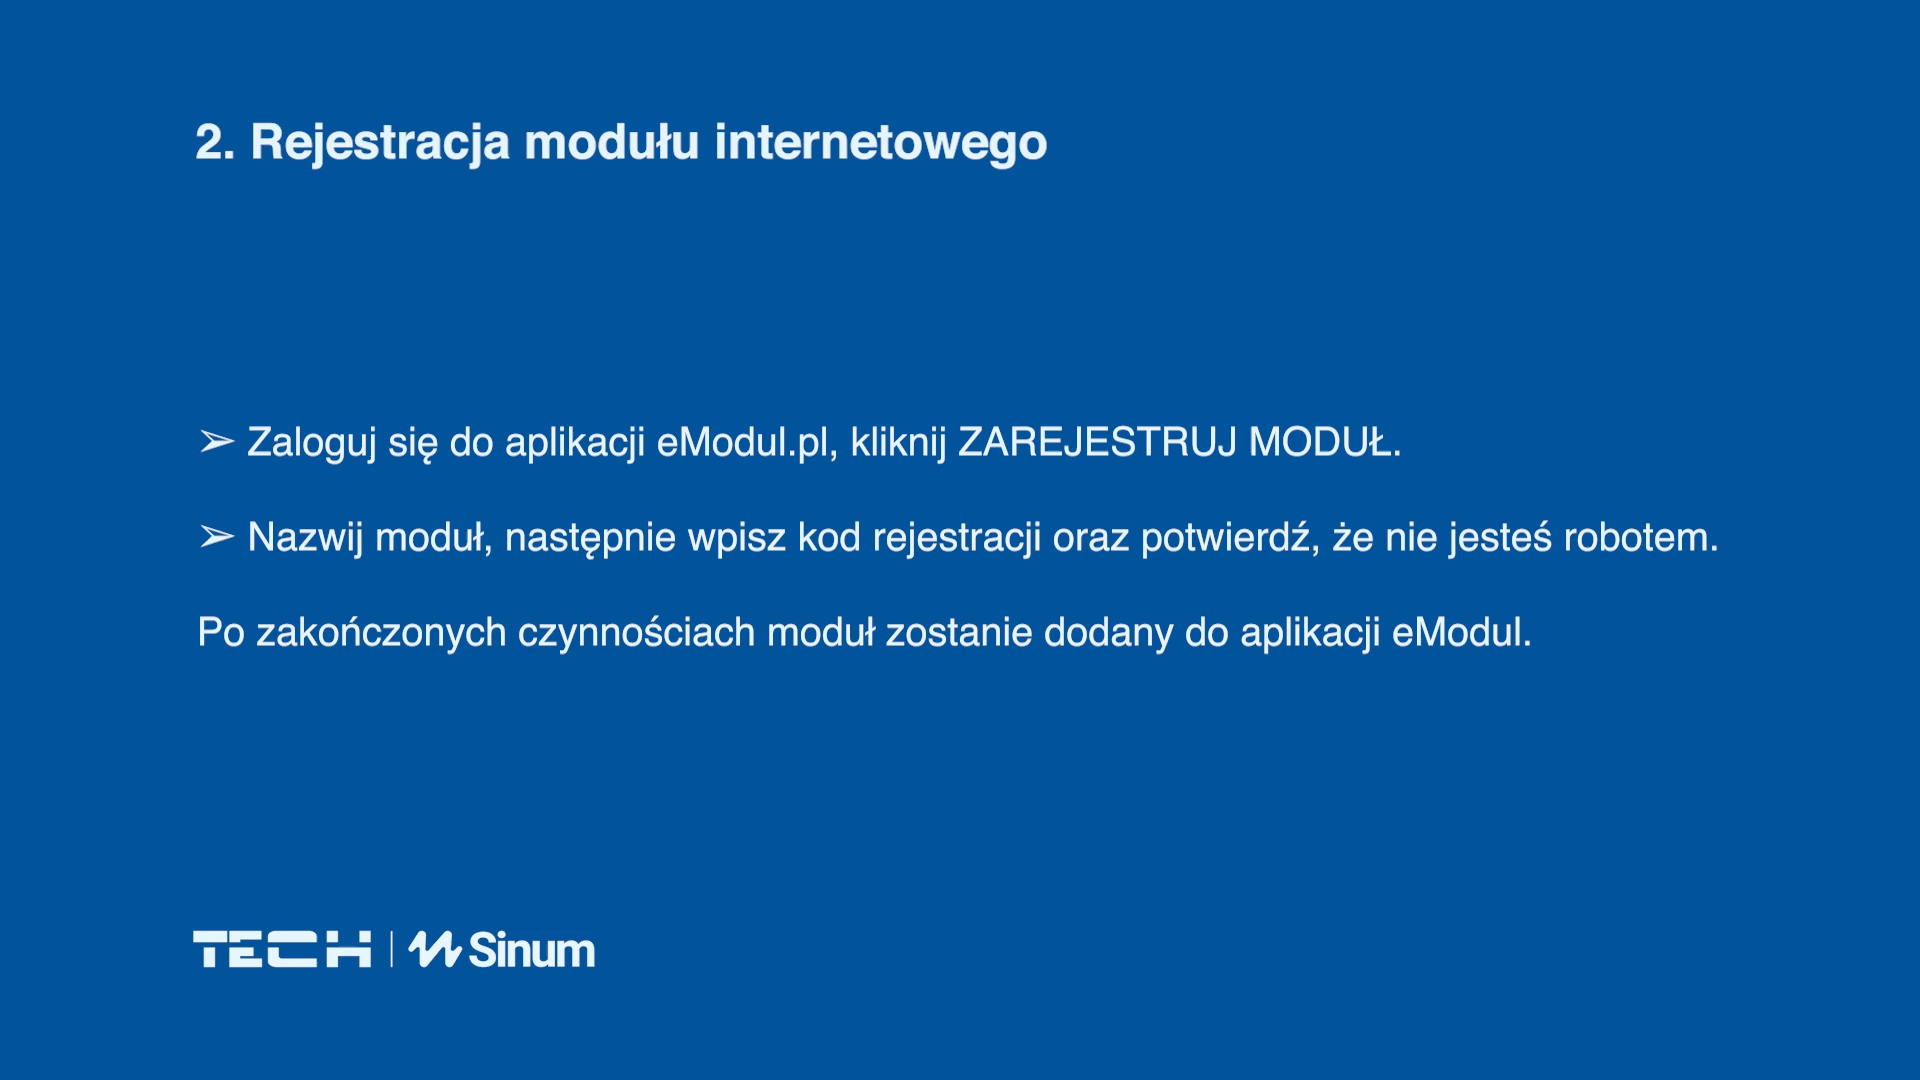 2. Rejestracja modułu internetowego
➢ Zaloguj się do aplikacji eModul.pl, kliknij ZAREJESTRUJ MODUŁ.
➢ Nazwij moduł, następnie wpisz kod rejestracji oraz potwierdź, że nie jesteś robotem.
Po zakończonych czynnościach moduł zostanie dodany do aplikacji eModul.
TECH | Sinum